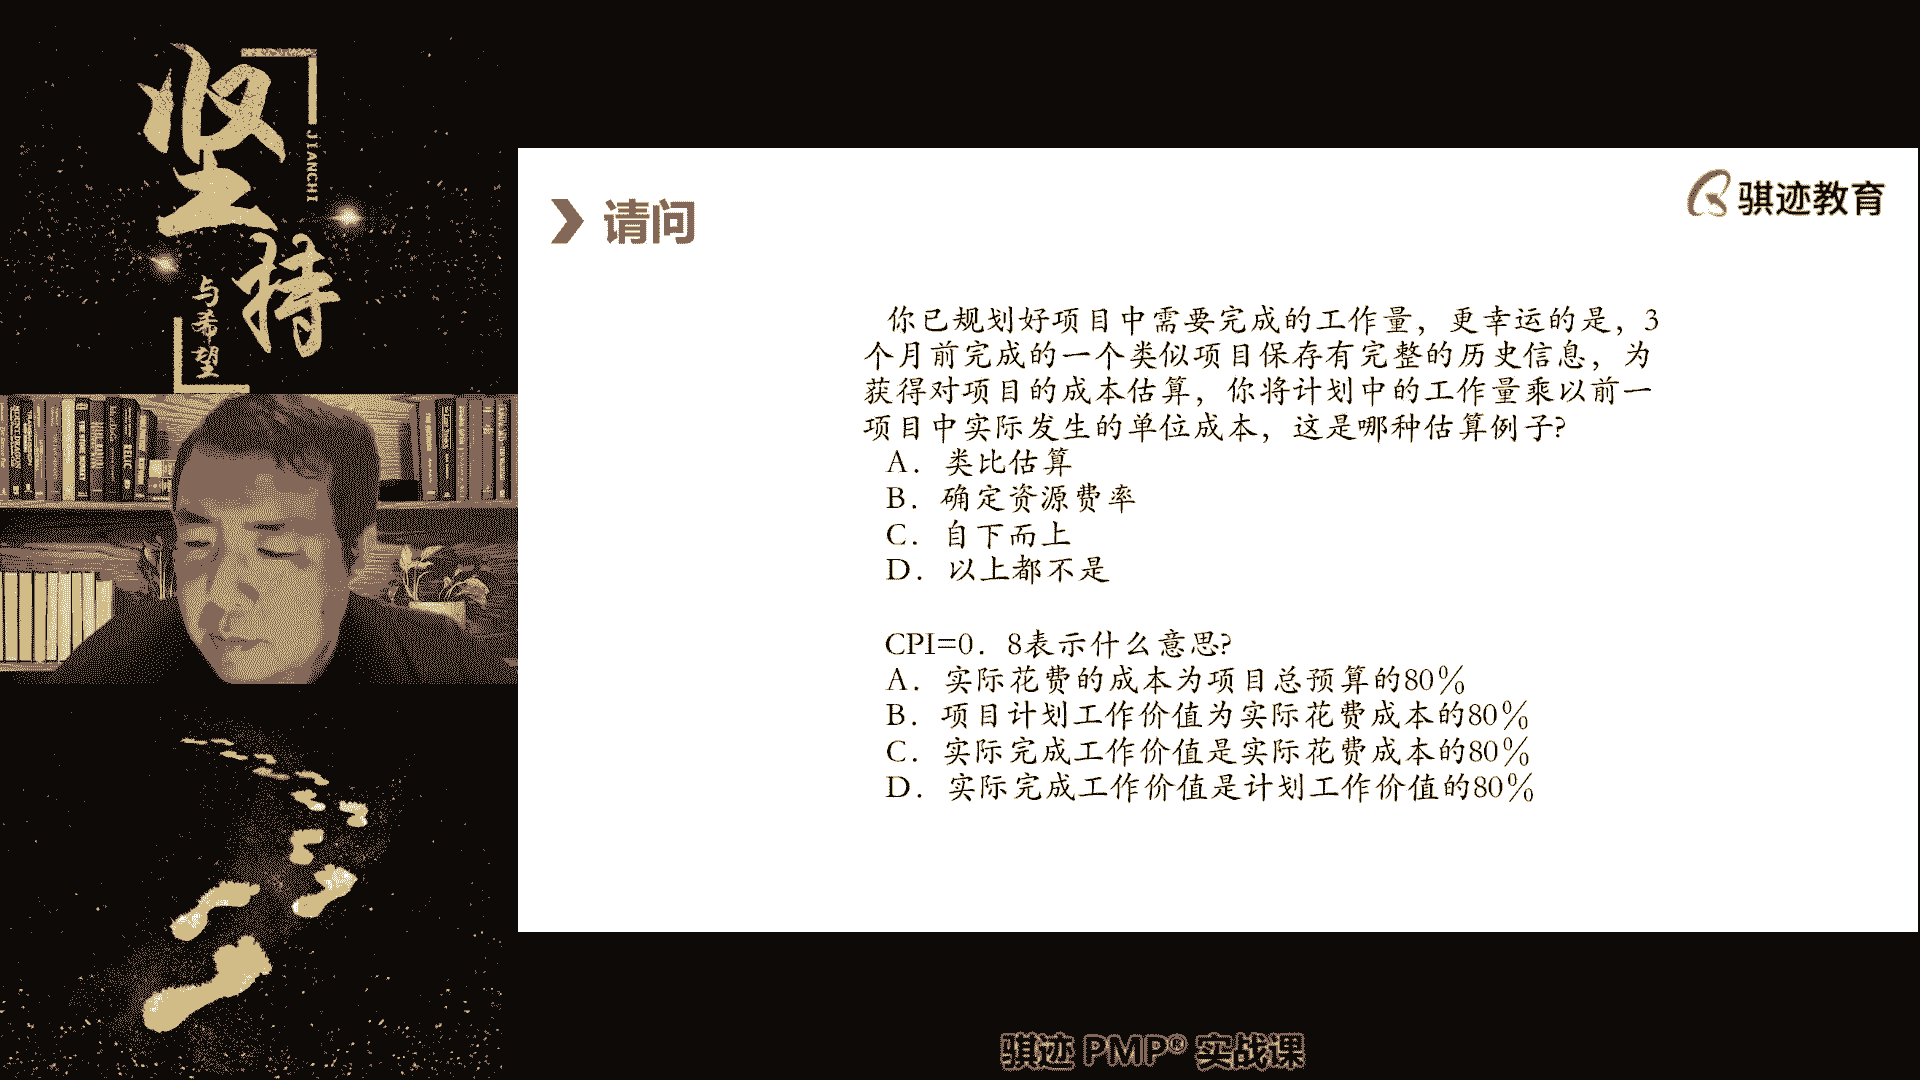 坚持
JIANCHI
与希望
请问
骐迹教育
你已规划好项目中需要完成的工作量，更幸运的是，3
个月前完成的一个类似项目保存有完整的历史信息，为
获得对项目的成本估算，你将计划中的工作量乘以前一
项目中实际发生的单位成本，这是哪种估算例子?
A．类比估算
B．确定资源费率
C．自下而上
D．以上都不是
CPI=0．8表示什么意思?
A．实际花费的成本为项目总预算的80％
B．项目计划工作价值为实际花费成本的80％
C．实际完成工作价值是实际花费成本的80％
D．实际完成工作价值是计划工作价值的80％
骐迹 PMP® 实战课